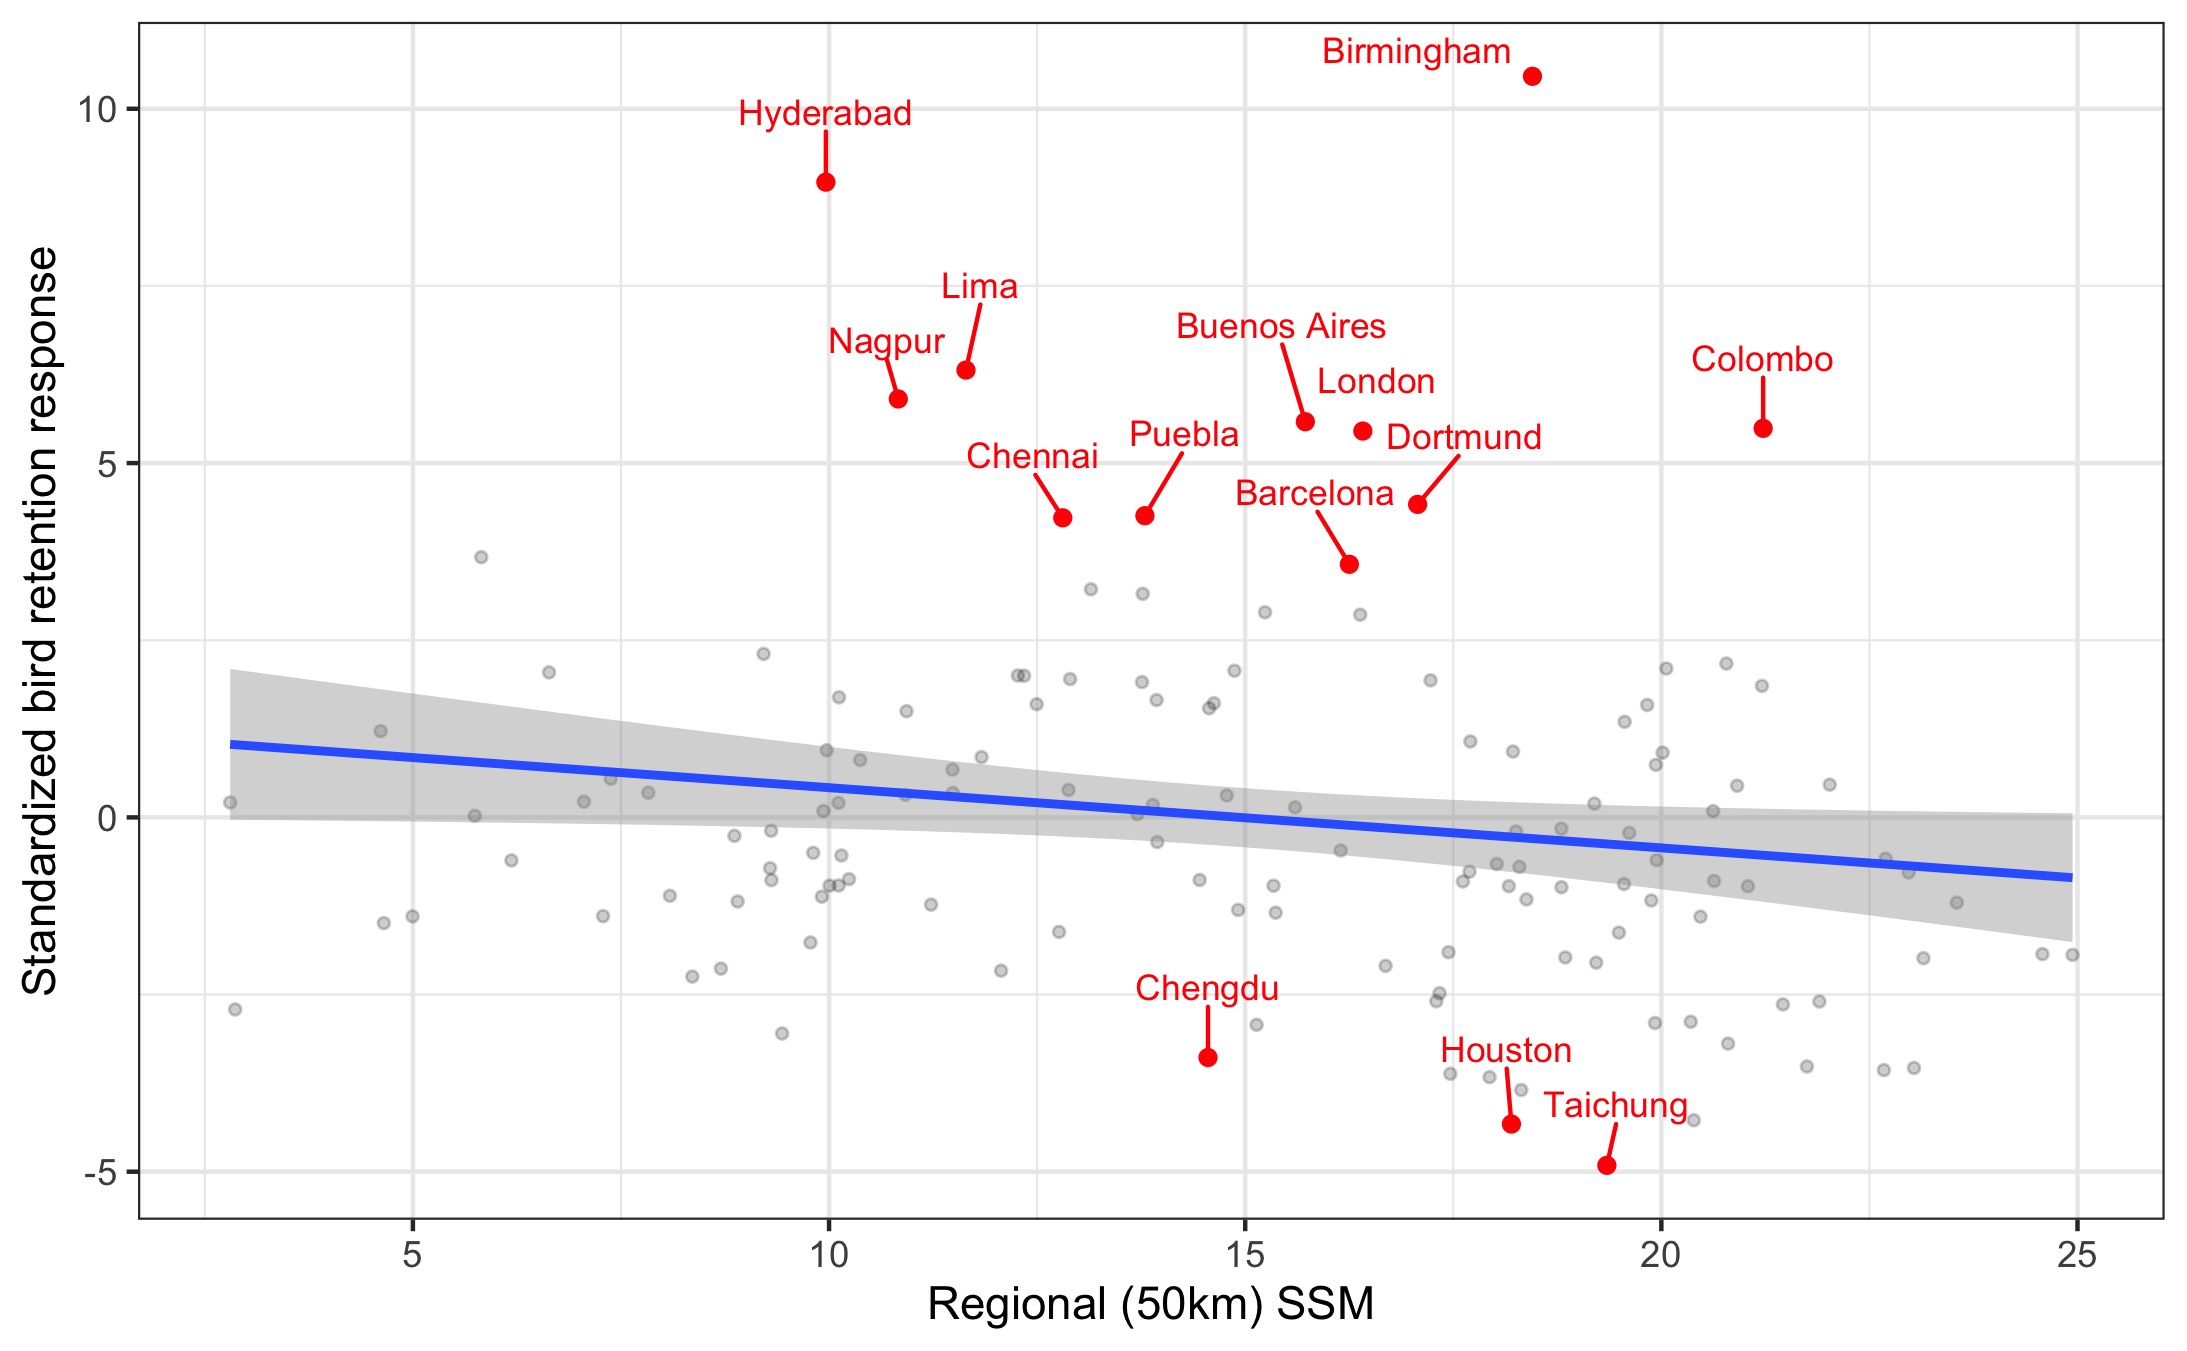 Birmingham
10
Hyderabad
Lima
Buenos Aires
Nagpur
Colombo
London
Puebla
Dortmund
Chennai
5
Barcelona
0
Chengdu
Houston
Taichung
-5
5 10 15 20 25
Regional (50km) SSM
Standardized bird retention response